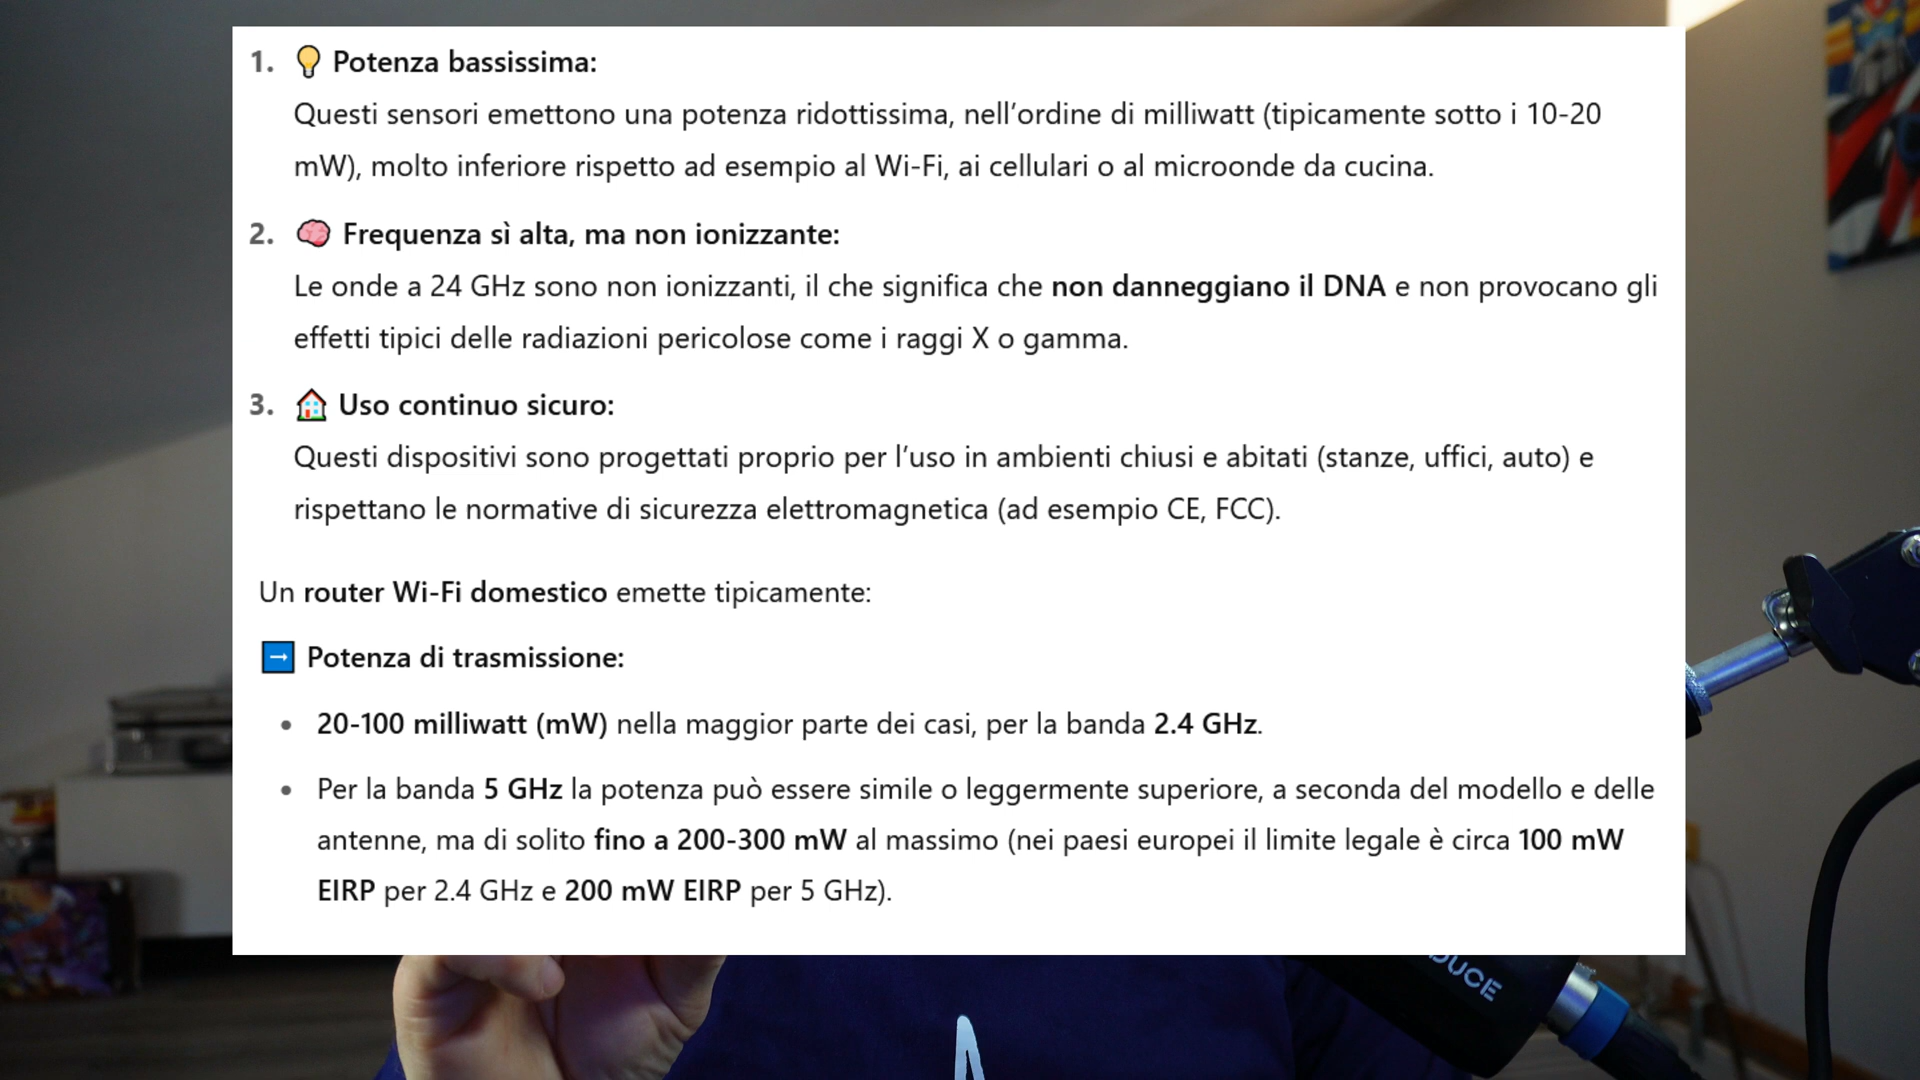 1. 💡 Potenza bassissima:
Questi sensori emettono una potenza ridottissima, nell’ordine di milliwatt (tipicamente sotto i 10-20
mW), molto inferiore rispetto ad esempio al Wi-Fi, ai cellulari o al microonde da cucina.
2. 🧠 Frequenza sì alta, ma non ionizzante:
Le onde a 24 GHz sono non ionizzanti, il che significa che non danneggiano il DNA e non provocano gli
effetti tipici delle radiazioni pericolose come i raggi X o gamma.
3. 🏠 Uso continuo sicuro:
Questi dispositivi sono progettati proprio per l’uso in ambienti chiusi e abitati (stanze, uffici, auto) e
rispettano le normative di sicurezza elettromagnetica (ad esempio CE, FCC).
Un router Wi-Fi domestico emette tipicamente:
➡️ Potenza di trasmissione:
• 20-100 milliwatt (mW) nella maggior parte dei casi, per la banda 2.4 GHz.
• Per la banda 5 GHz la potenza può essere simile o leggermente superiore, a seconda del modello e delle
antenne, ma di solito fino a 200-300 mW al massimo (nei paesi europei il limite legale è circa 100 mW
EIRP per 2.4 GHz e 200 mW EIRP per 5 GHz).